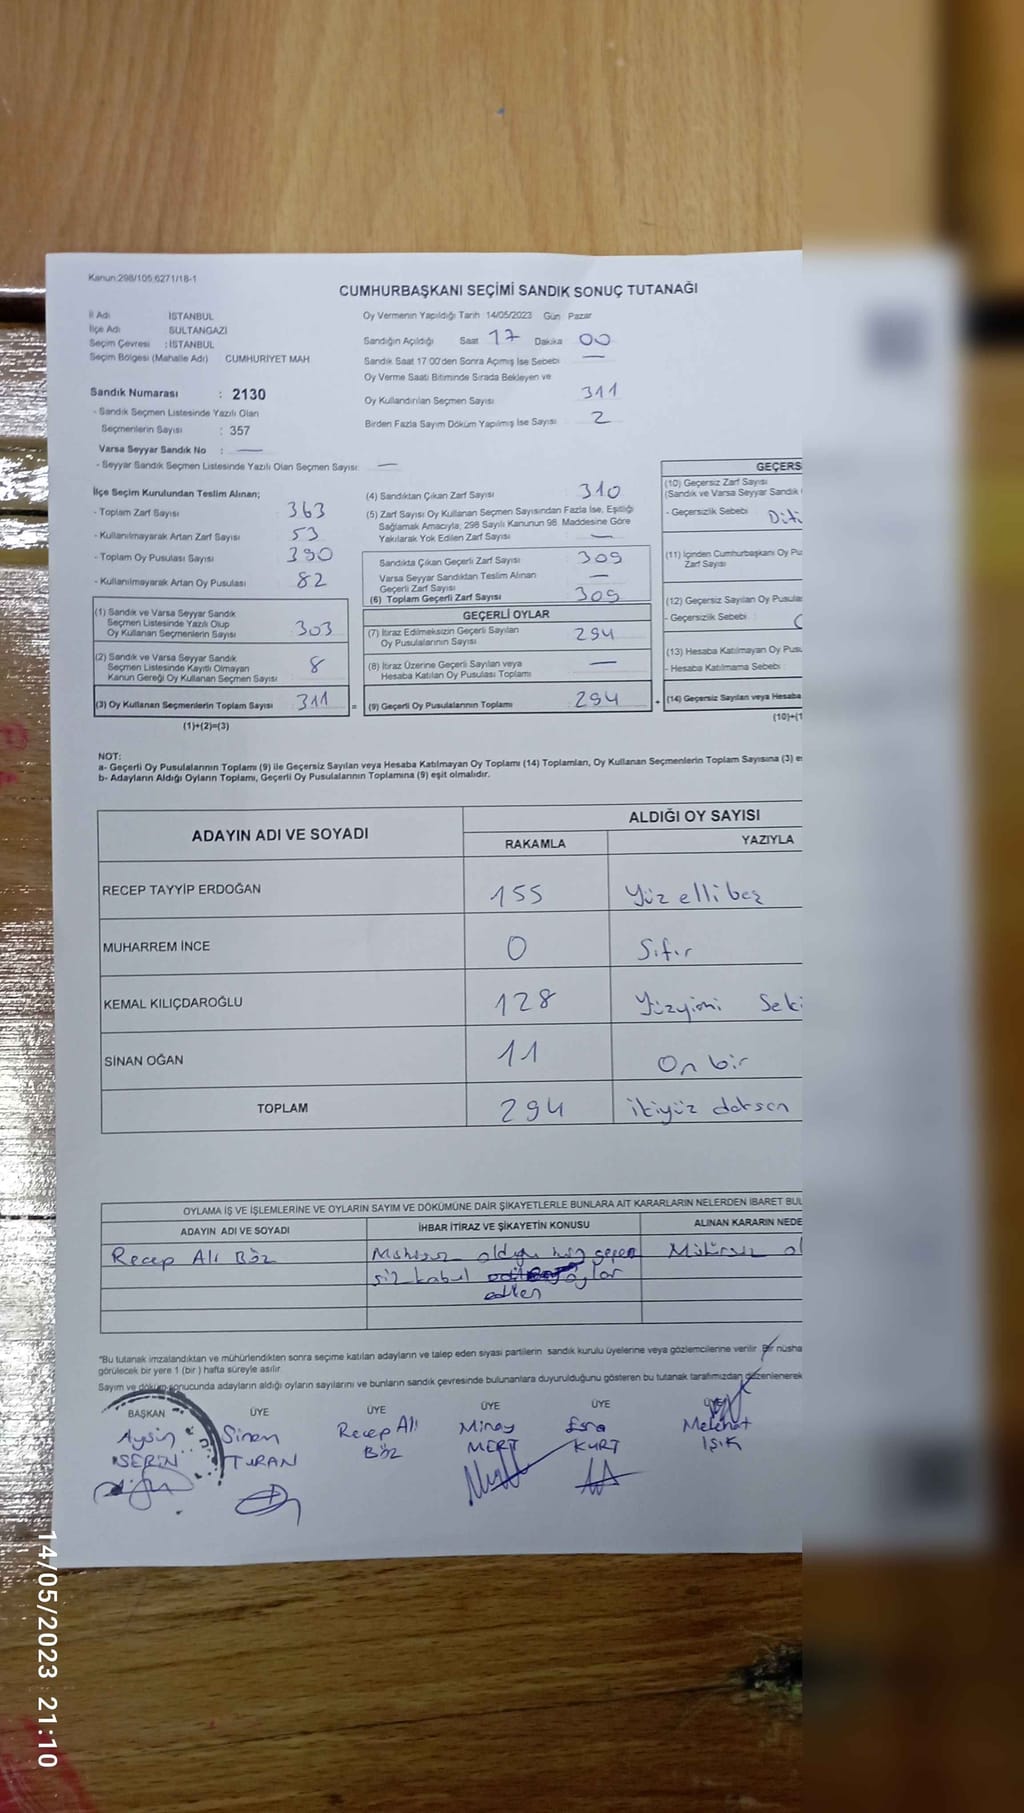 Kanun:298/105,6271/18-1
CUMHURBAŞKANI SEÇİMİ SANDIK SONUÇ TUTANAĞI
İl Adı İSTANBUL
İlçe Adı SULTANGAZİ
Seçim Çevresi : İSTANBUL
Seçim Bölgesi (Mahalle Adı) CUMHURİYET MAH
Sandık Numarası : 2130
- Sandık Seçmen Listesinde Yazılı Olan
Seçmenlerin Sayısı : 357
Varsa Seyyar Sandık No : —
- Seyyar Sandık Seçmen Listesinde Yazılı Olan Seçmen Sayısı: —
Oy Vermenin Yapıldığı Tarih 14/05/2023 Gün Pazar
Sandığın Açıldığı Saat 17 Dakika 00
Sandık Saat 17.00'den Sonra Açımış İse Sebebi —
Oy Verme Saati Bitiminde Sırada Bekleyen ve
Oy Kullandırılan Seçmen Sayısı 311
Birden Fazla Sayım Döküm Yapılmış İse Sayısı 2
İlçe Seçim Kurulundan Teslim Alınan;
- Toplam Zarf Sayısı 363
- Kullanılmayarak Artan Zarf Sayısı 53
- Toplam Oy Pusulası Sayısı 390
- Kullanılmayarak Artan Oy Pusulası 82
(1) Sandık ve Varsa Seyyar Sandık
Seçmen Listesinde Yazılı Olup
Oy Kullanan Seçmenlerin Sayısı 303
(2) Sandık ve Varsa Seyyar Sandık
Seçmen Listesinde Kayıtlı Olmayan
Kanun Gereği Oy Kullanan Seçmen Sayısı 8
(3) Oy Kullanan Seçmenlerin Toplam Sayısı 311 =
(1)+(2)=(3)
(4) Sandıktan Çıkan Zarf Sayısı 310
(5) Zarf Sayısı Oy Kullanan Seçmen Sayısından Fazla İse, Eşitliği
Sağlamak Amacıyla, 298 Sayılı Kanunun 98. Maddesine Göre
Yakılarak Yok Edilen Zarf Sayısı —
Sandıkta Çıkan Geçerli Zarf Sayısı 309
Varsa Seyyar Sandıktan Teslim Alınan
Geçerli Zarf Sayısı —
(6) Toplam Geçerli Zarf Sayısı 309
GEÇERLİ OYLAR
(7) İtiraz Edilmeksizin Geçerli Sayılan
Oy Pusulalarının Sayısı 294
(8) İtiraz Üzerine Geçerli Sayılan veya
Hesaba Katılan Oy Pusulası Toplamı —
(9) Geçerli Oy Pusulalarının Toplamı 294 +
GEÇERS
(10) Geçersiz Zarf Sayısı
(Sandık ve Varsa Seyyar Sandık
- Geçersizlik Sebebi
(11) İçinden Cumhurbaşkanı Oy Pu
Zarf Sayısı
(12) Geçersiz Sayılan Oy Pusula
- Geçersizlik Sebebi
(13) Hesaba Katılmayan Oy Pusu
- Hesaba Katılmama Sebebi
(14) Geçersiz Sayılan veya Hesaba
(10)+(1
NOT:
a- Geçerli Oy Pusulalarının Toplamı (9) ile Geçersiz Sayılan veya Hesaba Katılmayan Oy Toplamı (14) Toplamları, Oy Kullanan Seçmenlerin Toplam Sayısına (3) e
b- Adayların Aldığı Oyların Toplamı, Geçerli Oy Pusulalarının Toplamına (9) eşit olmalıdır.
ADAYIN ADI VE SOYADI
ALDIĞI OY SAYISI
RAKAMLA YAZIYLA
RECEP TAYYİP ERDOĞAN 155 Yüz elli beş
MUHARREM İNCE 0 Sıfır
KEMAL KILIÇDAROĞLU 128 Yüzyirmi Seki
SİNAN OĞAN 11 On bir
TOPLAM 294 ikiyüz doksan
OYLAMA İŞ VE İŞLEMLERİNE VE OYLARIN SAYIM VE DÖKÜMÜNE DAİR ŞİKAYETLERLE BUNLARA AİT KARARLARIN NELERDEN İBARET BUL
ADAYIN ADI VE SOYADI İHBAR İTİRAZ VE ŞİKAYETİN KONUSU ALINAN KARARIN NEDE
Recep Ali Böz Mühürsüz geçer
siz kabul oylar
edilen
*Bu tutanak imzalandıktan ve mühürlendikten sonra seçime katılan adayların ve talep eden siyasi partilerin sandık kurulu üyelerine veya gözlemcilerine verilir. Bir nüsha
görülecek bir yere 1 (bir) hafta süreyle asılır.
Sayım ve döküm sonucunda adayların aldığı oyların sayılarını ve bunların sandık çevresinde bulunanlara duyurulduğunu gösteren bu tutanak tarafımızdan düzenlenerek
BAŞKAN ÜYE ÜYE ÜYE ÜYE ÜYE
Aysin Sinan Recep Ali Minay Esra Melehat
SERİN TURAN Böz MERT KURT Işık
14/05/2023 21:10